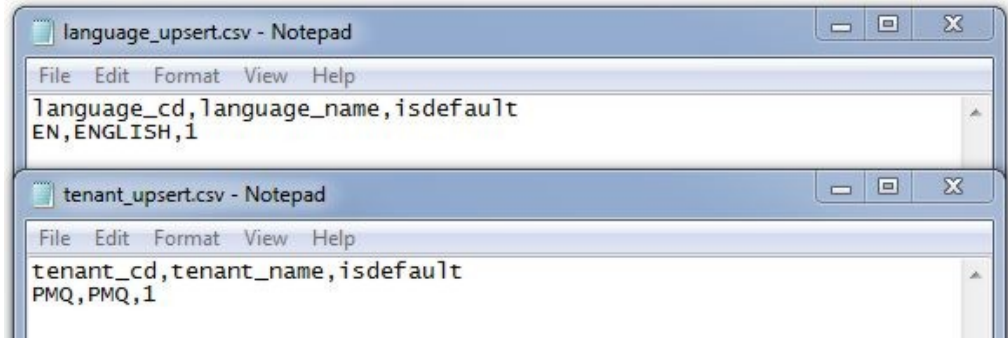 language_upsert.csv - Notepad
File Edit Format View Help
language_cd,language_name,isdefault
EN,ENGLISH,1
tenant_upsert.csv - Notepad
File Edit Format View Help
tenant_cd,tenant_name,isdefault
PMQ,PMQ,1